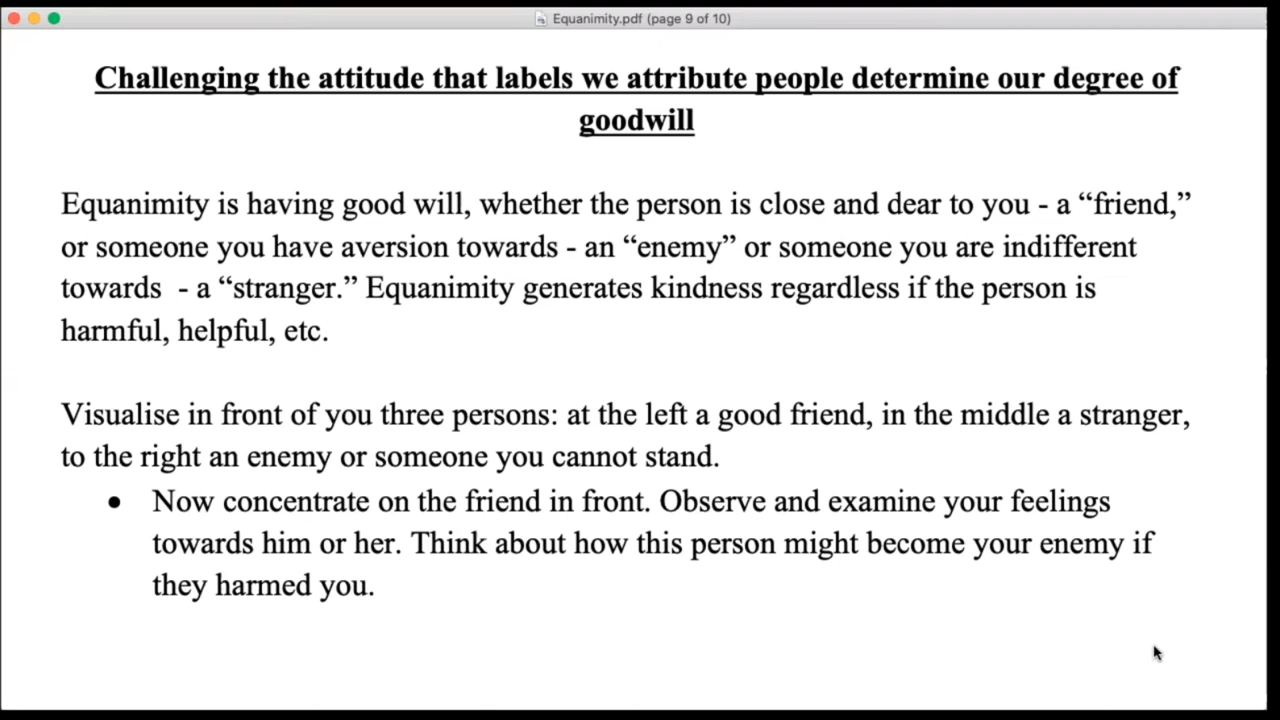 Equanimity.pdf (page 9 of 10)
Challenging the attitude that labels we attribute people determine our degree of
goodwill
Equanimity is having good will, whether the person is close and dear to you - a “friend,”
or someone you have aversion towards - an “enemy” or someone you are indifferent
towards  - a “stranger.” Equanimity generates kindness regardless if the person is
harmful, helpful, etc.
Visualise in front of you three persons: at the left a good friend, in the middle a stranger,
to the right an enemy or someone you cannot stand.
• Now concentrate on the friend in front. Observe and examine your feelings
towards him or her. Think about how this person might become your enemy if
they harmed you.